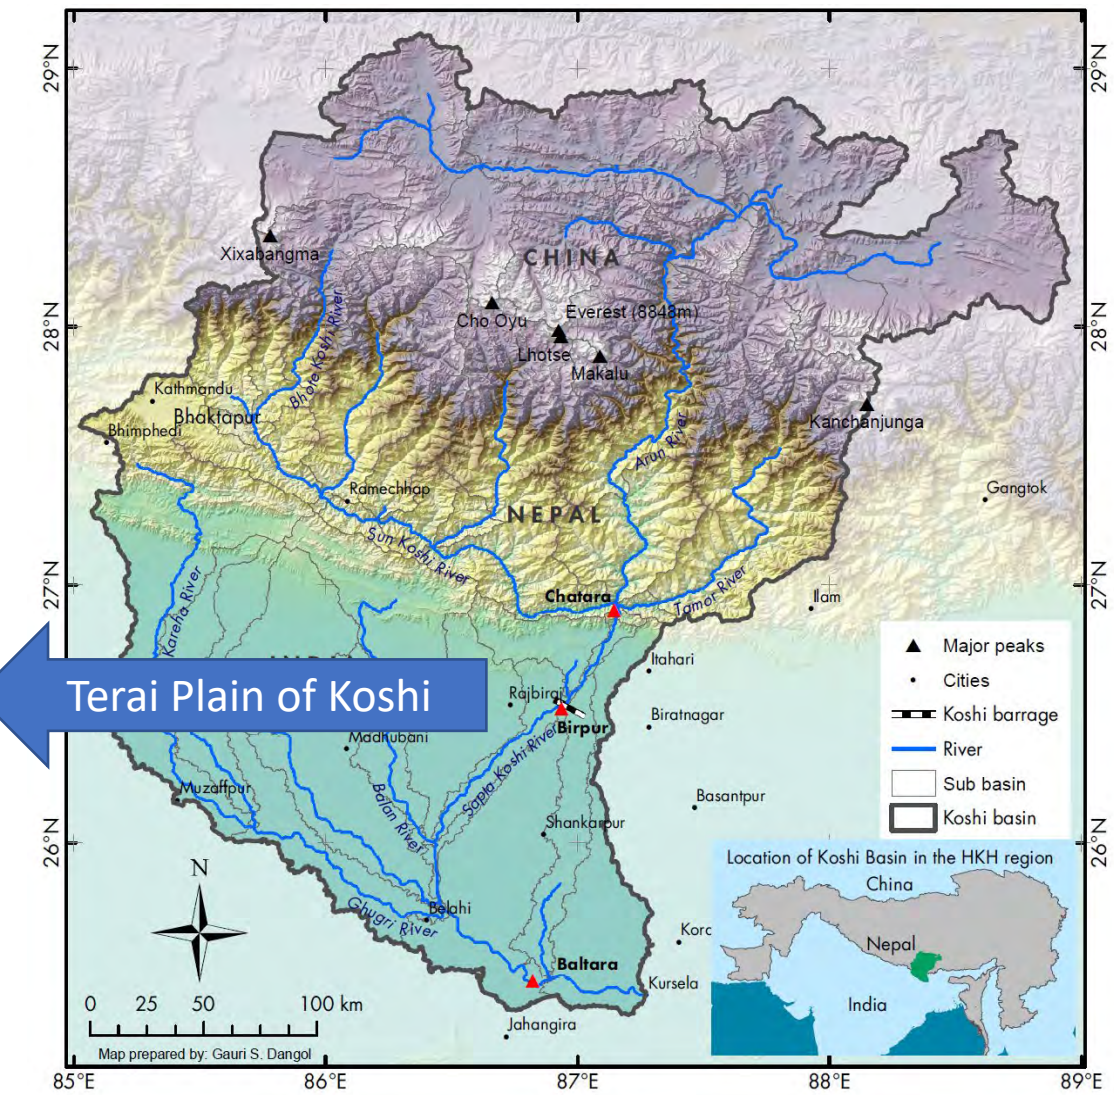 29°N
29°N
CHINA
Xixabangma
28°N
28°N
Cho Oyu
Everest (8848m)
Lhotse
Makalu
Bhote Koshi River
Kathmandu
Bhaktapur
Bhimphedi
Kanchanjunga
Arun River
Ramechhap
Gangtok
NEPAL
Sun Koshi River
27°N
27°N
Chatara
Tamor River
Ilam
Kareha River
Itahari
Terai Plain of Koshi
Rajbiraj
Biratnagar
Birpur
Madhubani
Sapta Koshi River
Muzaffpur
Balan River
Basantpur
Shankarpur
26°N
26°N
Major peaks
Cities
Koshi barrage
River
Sub basin
Koshi basin
N
Ghugri River
Belahi
Baltara
Kursela
Jahangira
Location of Koshi Basin in the HKH region
China
Nepal
India
0 25 50 100 km
Map prepared by: Gauri S. Dangol
85°E 86°E 87°E 88°E 89°E